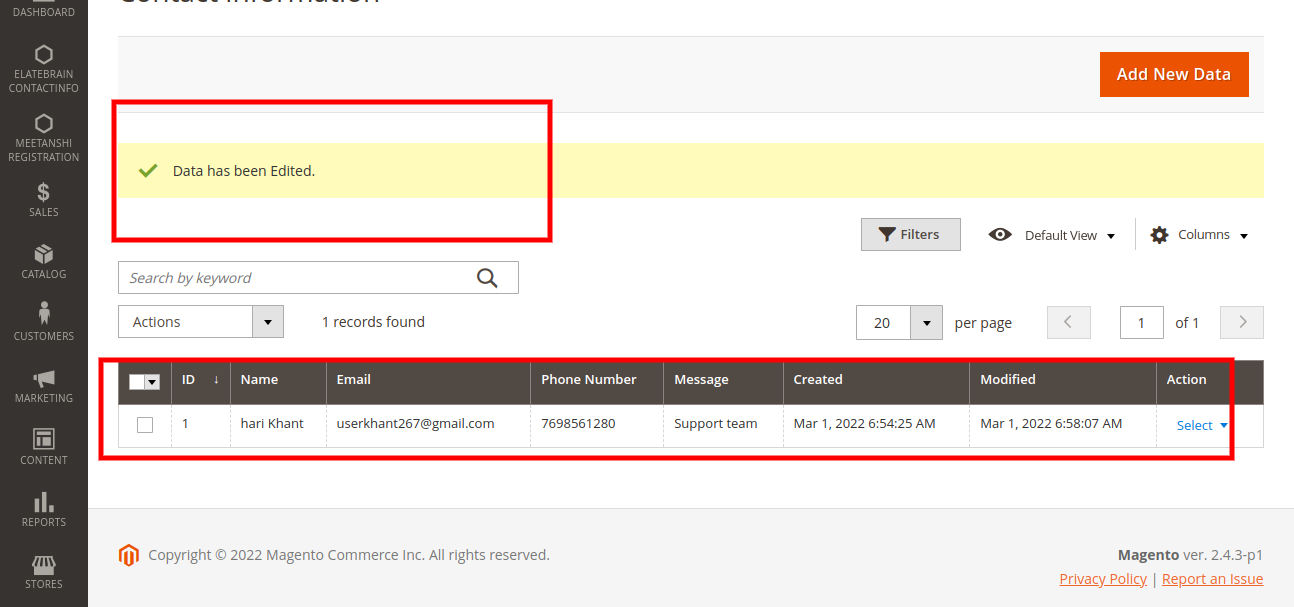 DASHBOARD
ELATEBRAIN
CONTACTINFO
MEETANSHI
REGISTRATION
SALES
CATALOG
CUSTOMERS
MARKETING
CONTENT
REPORTS
STORES
Contact Information
Add New Data
Data has been Edited.
Filters Default View Columns
Search by keyword
Actions 1 records found 20 per page 1 of 1
ID ↓ Name Email Phone Number Message Created Modified Action
1 hari Khant userkhant267@gmail.com 7698561280 Support team Mar 1, 2022 6:54:25 AM Mar 1, 2022 6:58:07 AM Select
Copyright © 2022 Magento Commerce Inc. All rights reserved. Magento ver. 2.4.3-p1
Privacy Policy | Report an Issue